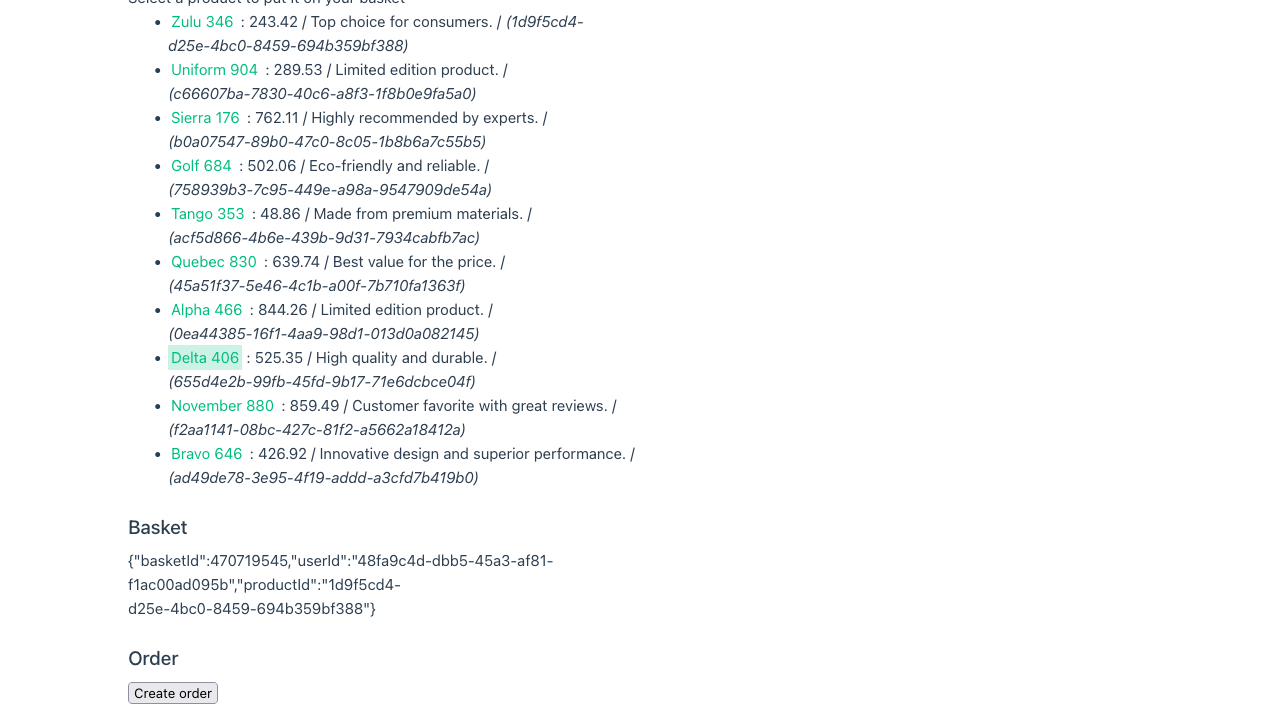 Select a product to put it on your basket
Zulu 346 : 243.42 / Top choice for consumers. / (1d9f5cd4-
d25e-4bc0-8459-694b359bf388)
Uniform 904 : 289.53 / Limited edition product. /
(c66607ba-7830-40c6-a8f3-1f8b0e9fa5a0)
Sierra 176 : 762.11 / Highly recommended by experts. /
(b0a07547-89b0-47c0-8c05-1b8b6a7c55b5)
Golf 684 : 502.06 / Eco-friendly and reliable. /
(758939b3-7c95-449e-a98a-9547909de54a)
Tango 353 : 48.86 / Made from premium materials. /
(acf5d866-4b6e-439b-9d31-7934cabfb7ac)
Quebec 830 : 639.74 / Best value for the price. /
(45a51f37-5e46-4c1b-a00f-7b710fa1363f)
Alpha 466 : 844.26 / Limited edition product. /
(0ea44385-16f1-4aa9-98d1-013d0a082145)
Delta 406 : 525.35 / High quality and durable. /
(655d4e2b-99fb-45fd-9b17-71e6dcbce04f)
November 880 : 859.49 / Customer favorite with great reviews. /
(f2aa1141-08bc-427c-81f2-a5662a18412a)
Bravo 646 : 426.92 / Innovative design and superior performance. /
(ad49de78-3e95-4f19-addd-a3cfd7b419b0)
Basket
{"basketId":470719545,"userId":"48fa9c4d-dbb5-45a3-af81-
f1ac00ad095b","productId":"1d9f5cd4-
d25e-4bc0-8459-694b359bf388"}
Order
Create order